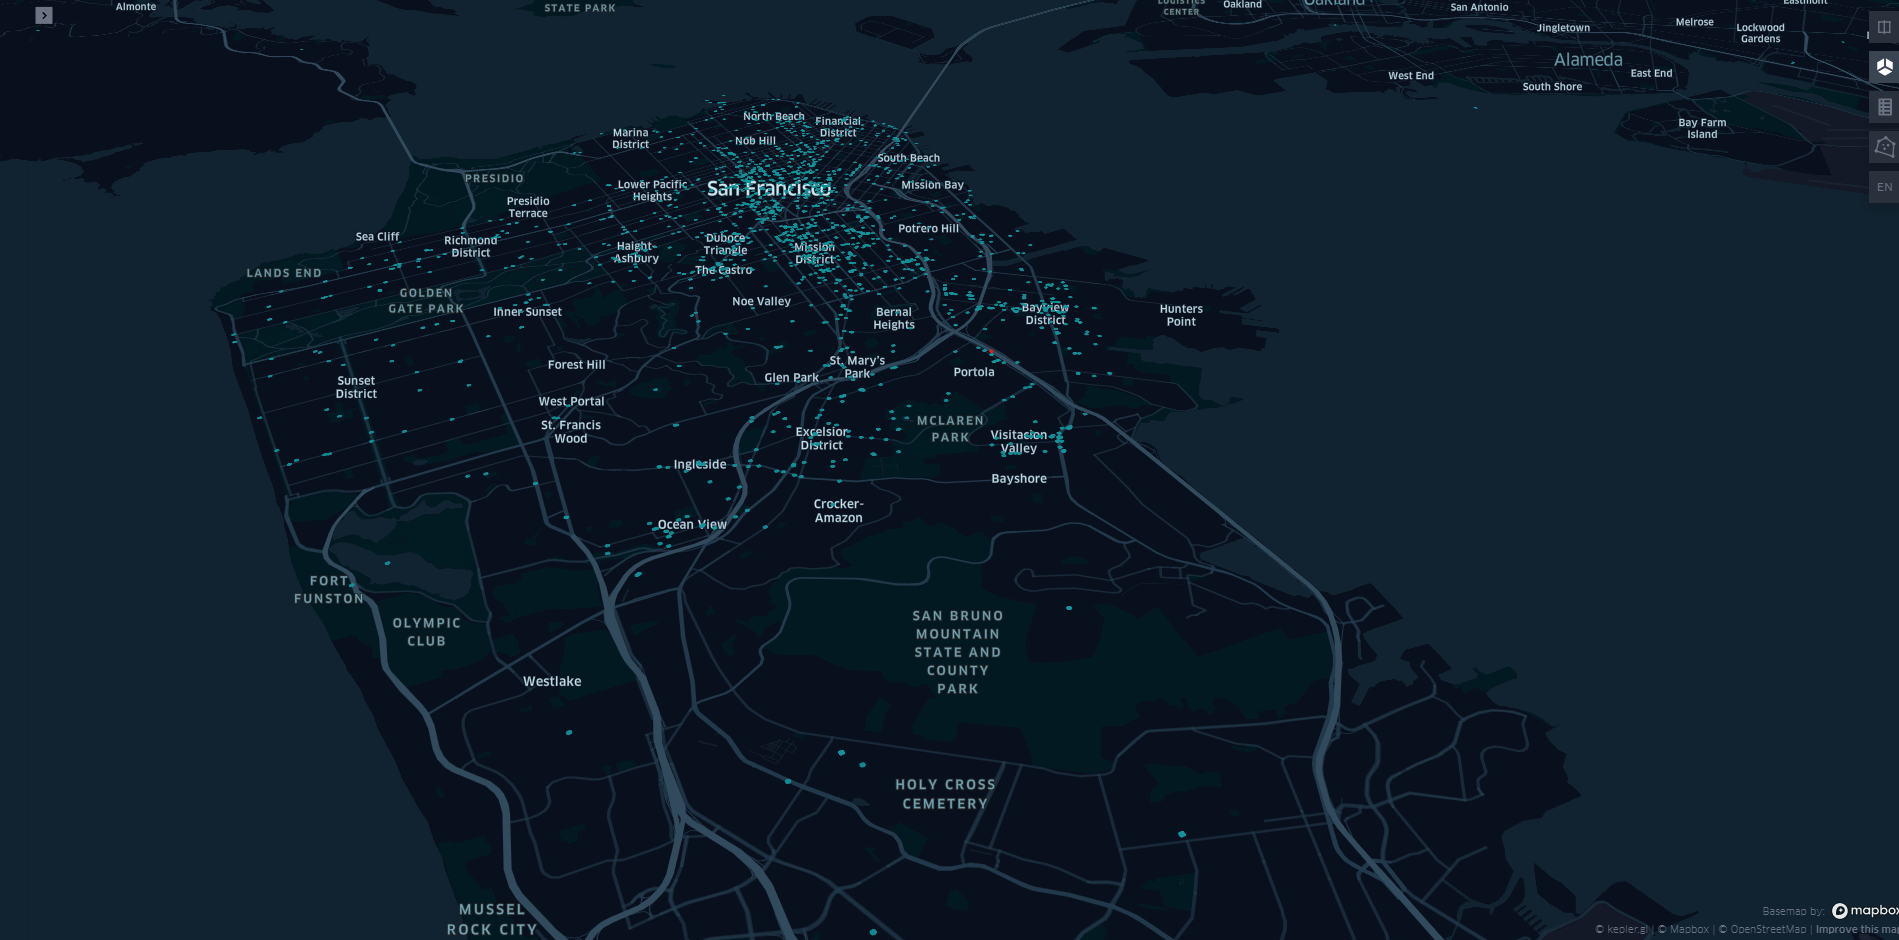 Almonte
STATE PARK
LOGISTICS
CENTER
Oakland
Oakland
San Antonio
Eastmont
Jingletown
Melrose
Lockwood
Gardens
Alameda
West End
East End
South Shore
Bay Farm
Island
EN
North Beach
Financial
District
Marina
District
Nob Hill
South Beach
PRESIDIO
Lower Pacific
Heights
San Francisco
Mission Bay
Presidio
Terrace
Potrero Hill
Sea Cliff
Richmond
District
Haight-
Ashbury
Duboce
Triangle
Mission
District
The Castro
LANDS END
GOLDEN
GATE PARK
Noe Valley
Inner Sunset
Bernal
Heights
Bayview
District
Hunters
Point
Forest Hill
St. Mary's
Park
Glen Park
Portola
Sunset
District
West Portal
St. Francis
Wood
MCLAREN
PARK
Excelsior
District
Visitacion
Valley
Ingleside
Bayshore
Crocker-
Amazon
Ocean View
FORT
FUNSTON
OLYMPIC
CLUB
SAN BRUNO
MOUNTAIN
STATE AND
COUNTY
PARK
Westlake
HOLY CROSS
CEMETERY
MUSSEL
ROCK CITY
Basemap by: mapbox
© kepler.gl | © Mapbox | © OpenStreetMap | Improve this map